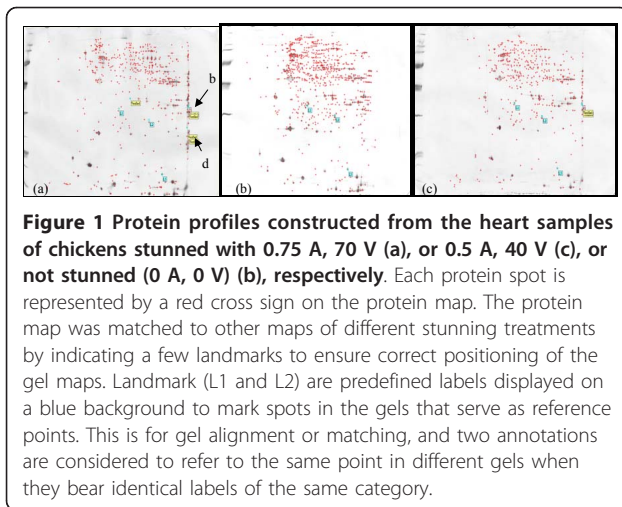 b
d
(a)
(b)
(c)
Figure 1 Protein profiles constructed from the heart samples
of chickens stunned with 0.75 A, 70 V (a), or 0.5 A, 40 V (c), or
not stunned (0 A, 0 V) (b), respectively. Each protein spot is
represented by a red cross sign on the protein map. The protein
map was matched to other maps of different stunning treatments
by indicating a few landmarks to ensure correct positioning of the
gel maps. Landmark (L1 and L2) are predefined labels displayed on
a blue background to mark spots in the gels that serve as reference
points. This is for gel alignment or matching, and two annotations
are considered to refer to the same point in different gels when
they bear identical labels of the same category.